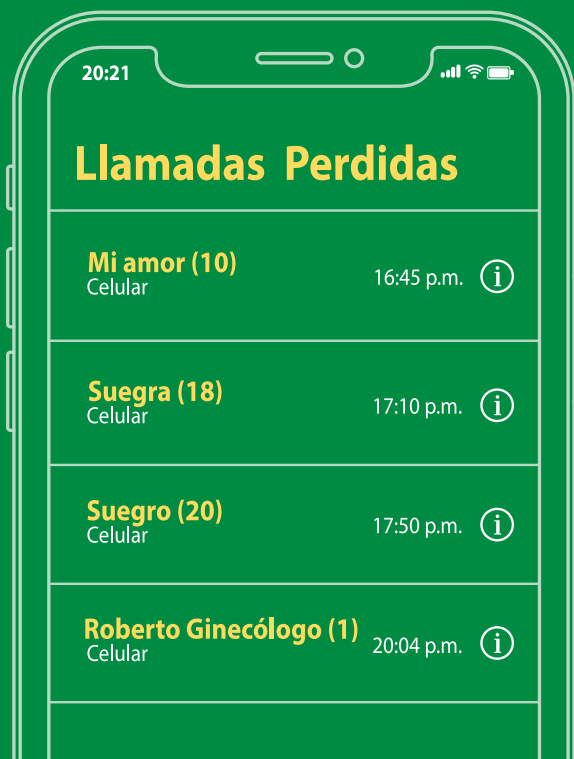 20:21
Llamadas Perdidas
Mi amor (10)
Celular
16:45 p.m.
Suegra (18)
Celular
17:10 p.m.
Suegro (20)
Celular
17:50 p.m.
Roberto Ginecólogo (1)
Celular
20:04 p.m.